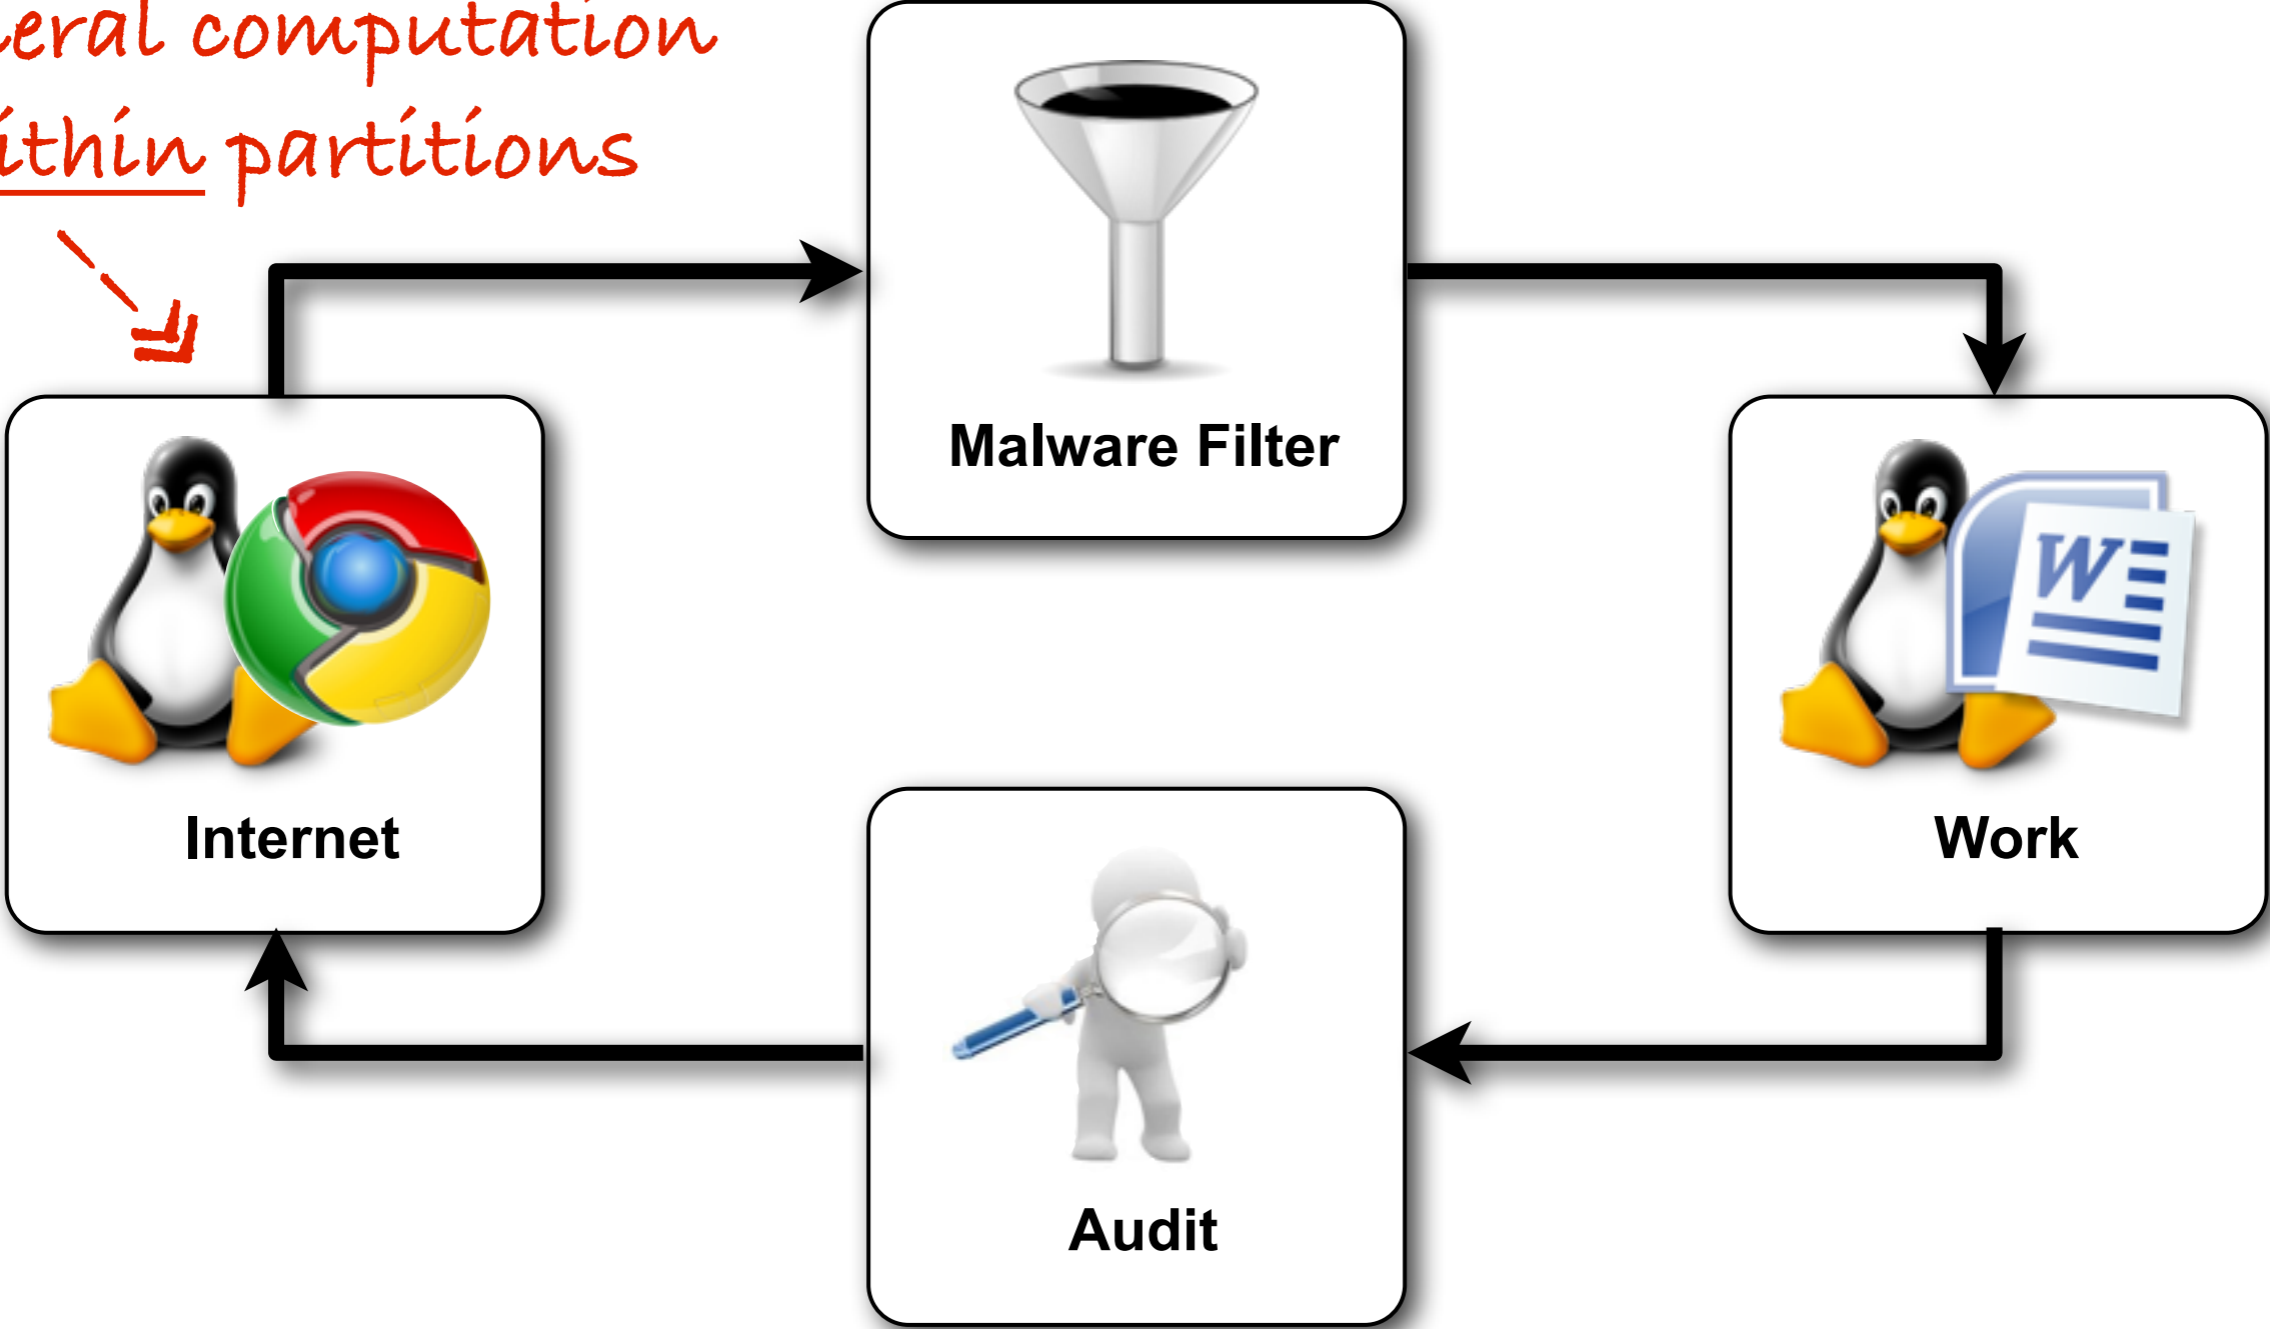 eral computation
ithin partitions
Malware Filter
Internet
W
Work
Audit